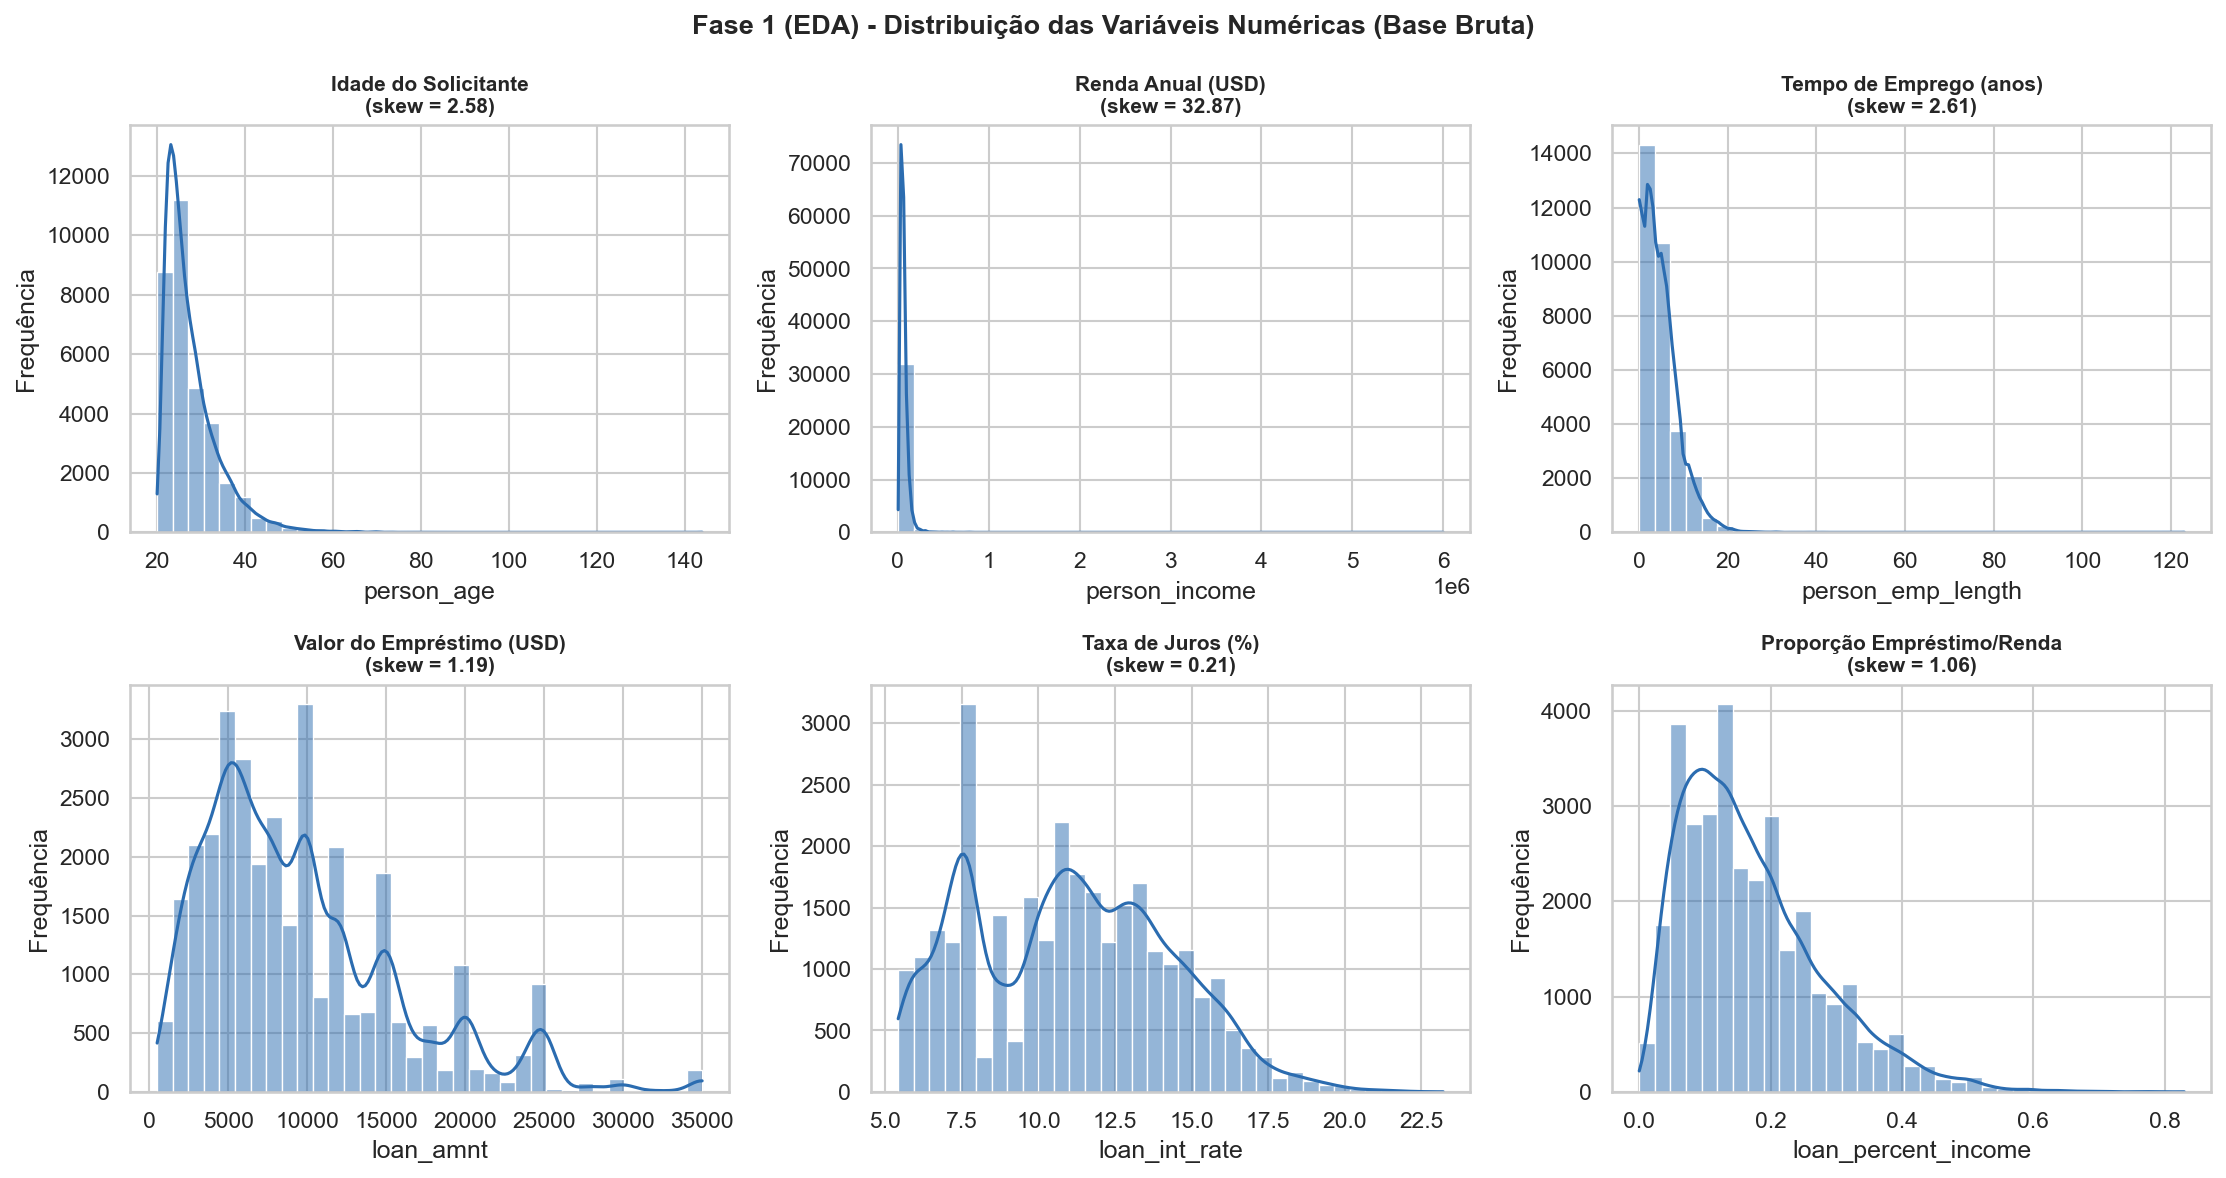 Fase 1 (EDA) - Distribuição das Variáveis Numéricas (Base Bruta)
Idade do Solicitante
(skew = 2.58)
Frequência
12000
10000
8000
6000
4000
2000
0
20 40 60 80 100 120 140
person_age
Renda Anual (USD)
(skew = 32.87)
Frequência
70000
60000
50000
40000
30000
20000
10000
0
0 1 2 3 4 5 6
1e6
person_income
Tempo de Emprego (anos)
(skew = 2.61)
Frequência
14000
12000
10000
8000
6000
4000
2000
0
0 20 40 60 80 100 120
person_emp_length
Valor do Empréstimo (USD)
(skew = 1.19)
Frequência
3000
2500
2000
1500
1000
500
0
0 5000 10000 15000 20000 25000 30000 35000
loan_amnt
Taxa de Juros (%)
(skew = 0.21)
Frequência
3000
2500
2000
1500
1000
500
0
5.0 7.5 10.0 12.5 15.0 17.5 20.0 22.5
loan_int_rate
Proporção Empréstimo/Renda
(skew = 1.06)
Frequência
4000
3000
2000
1000
0
0.0 0.2 0.4 0.6 0.8
loan_percent_income